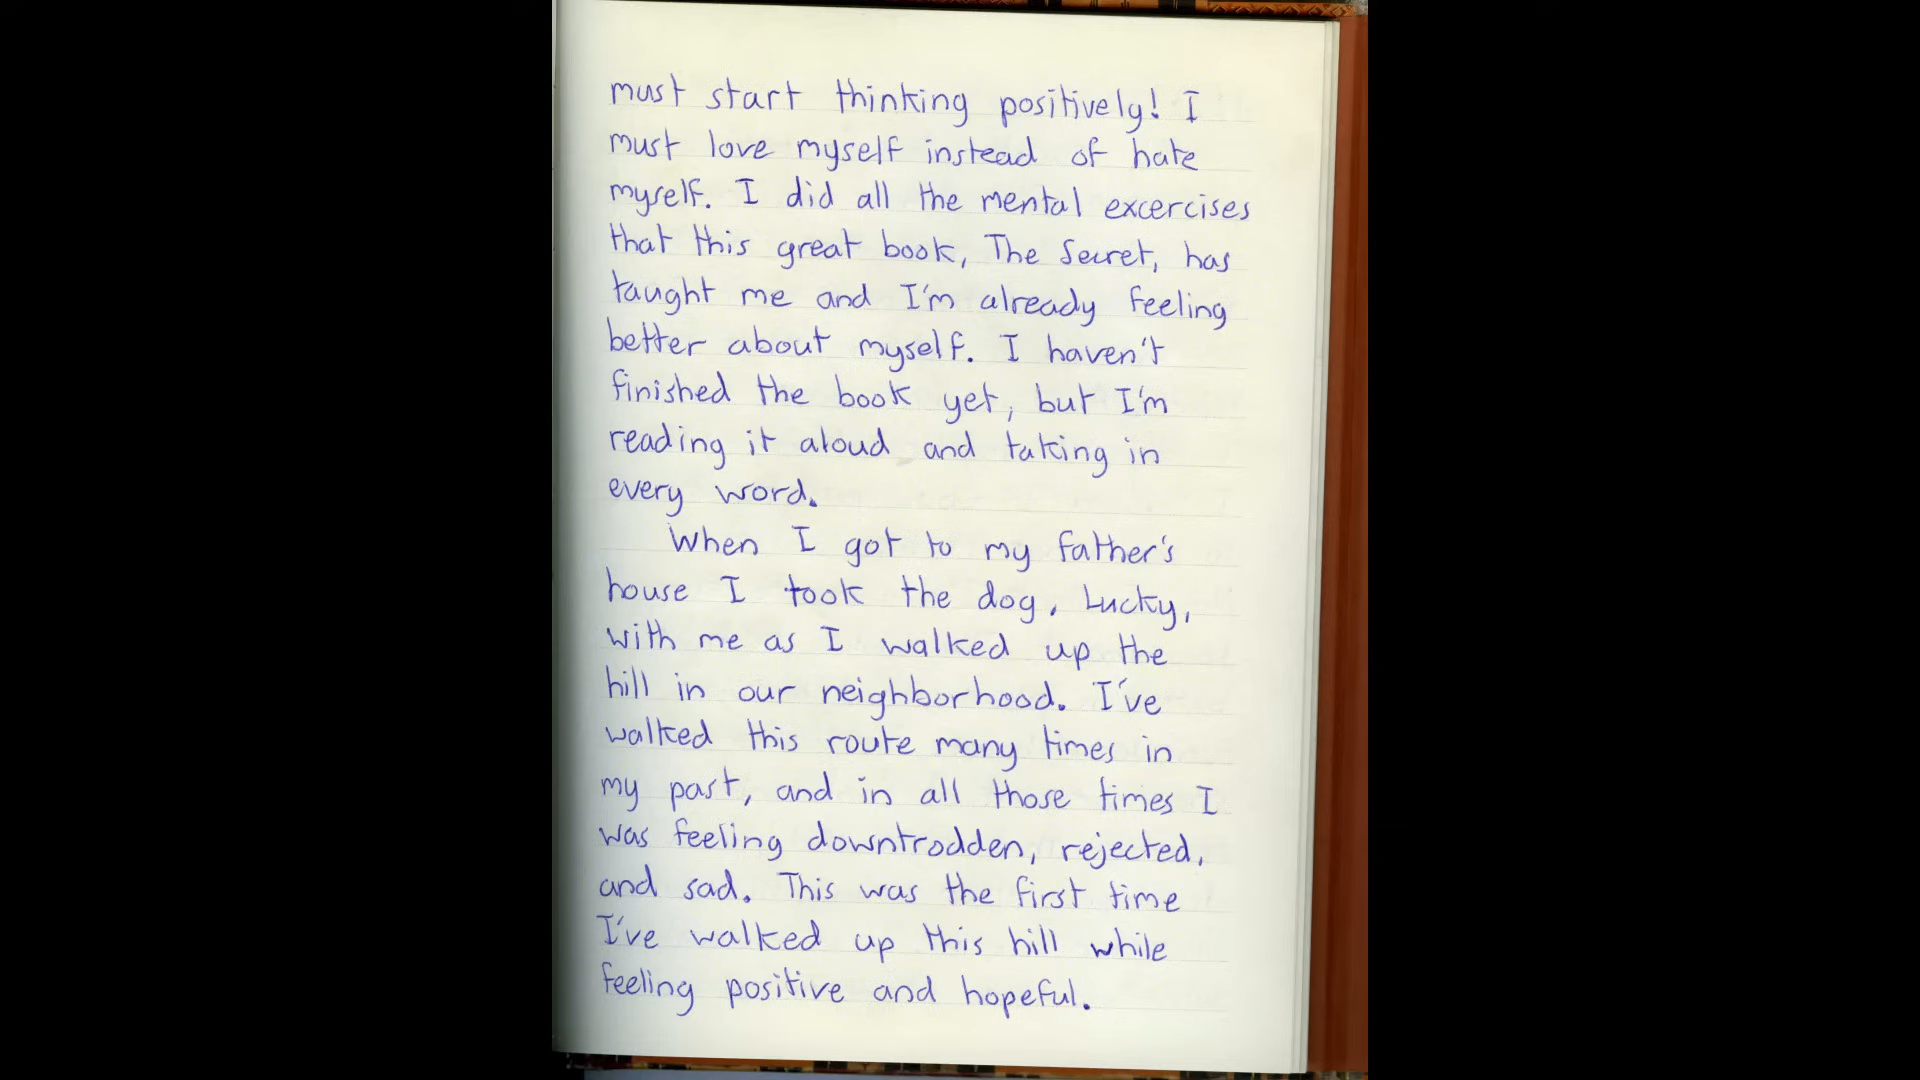 must start thinking positively! I
must love myself instead of hate
myself. I did all the mental excercises
that this great book, The Secret, has
taught me and I'm already feeling
better about myself. I haven't
finished the book yet, but I'm
reading it aloud and taking in
every word.
When I got to my father's
house I took the dog, Lucky,
with me as I walked up the
hill in our neighborhood. I've
walked this route many times in
my past, and in all those times I
was feeling downtrodden, rejected,
and sad. This was the first time
I've walked up this hill while
feeling positive and hopeful.